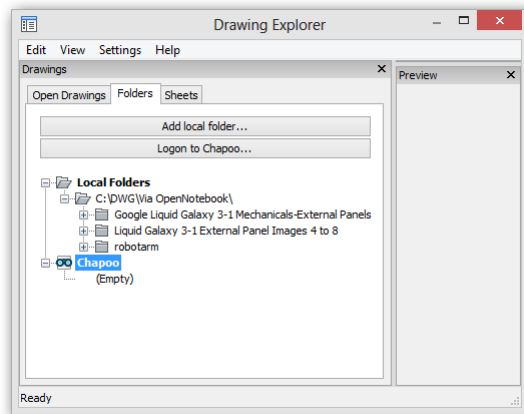 Drawing Explorer
Edit View Settings Help
Drawings
Preview
Open Drawings Folders Sheets
Add local folder...
Logon to Chapoo...
Local Folders
C:\DWG\Via OpenNotebook\
Google Liquid Galaxy 3-1 Mechanicals-External Panels
Liquid Galaxy 3-1 External Panel Images 4 to 8
robotarm
Chapoo
(Empty)
Ready